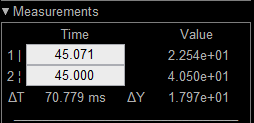 ▼ Measurements
Time Value
1 ¦ 45.071 2.254e+01
2 ¦ 45.000 4.050e+01
ΔT 70.779 ms ΔY 1.797e+01